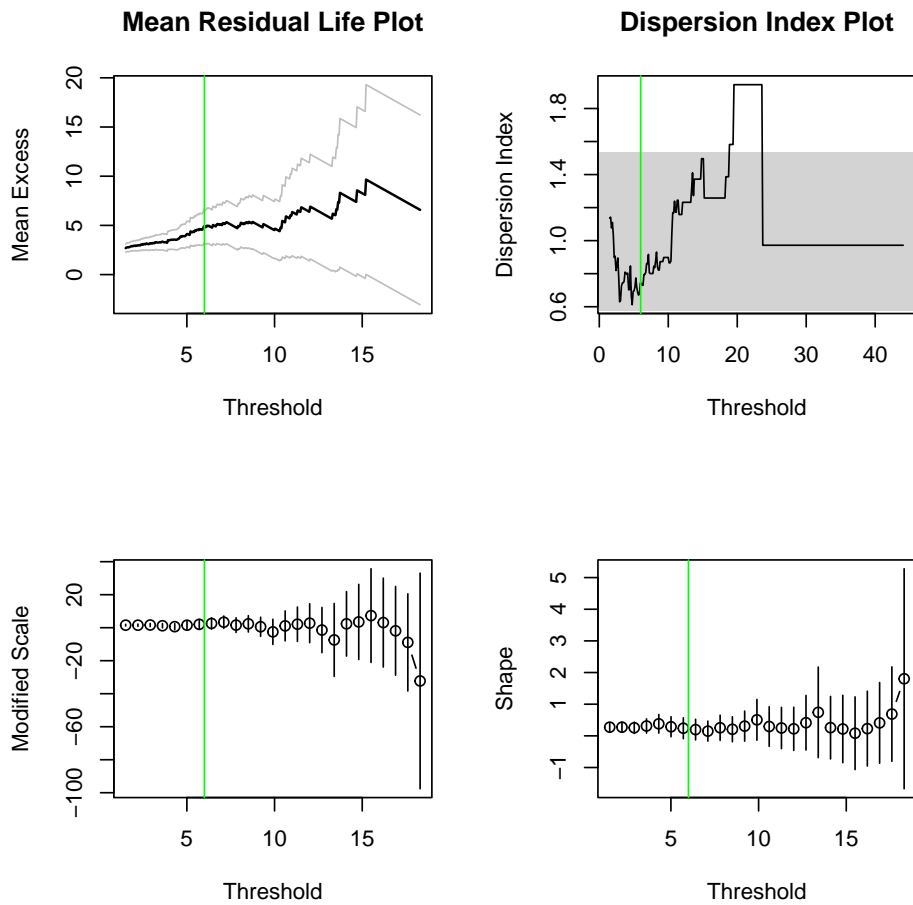 Mean Residual Life Plot
Mean Excess
20
15
10
5
0
5 10 15
Threshold
Dispersion Index Plot
Dispersion Index
1.8
1.4
1.0
0.6
0 10 20 30 40
Threshold
Modified Scale
20
−20
−60
−100
5 10 15
Threshold
Shape
5
4
3
2
1
−1
5 10 15
Threshold